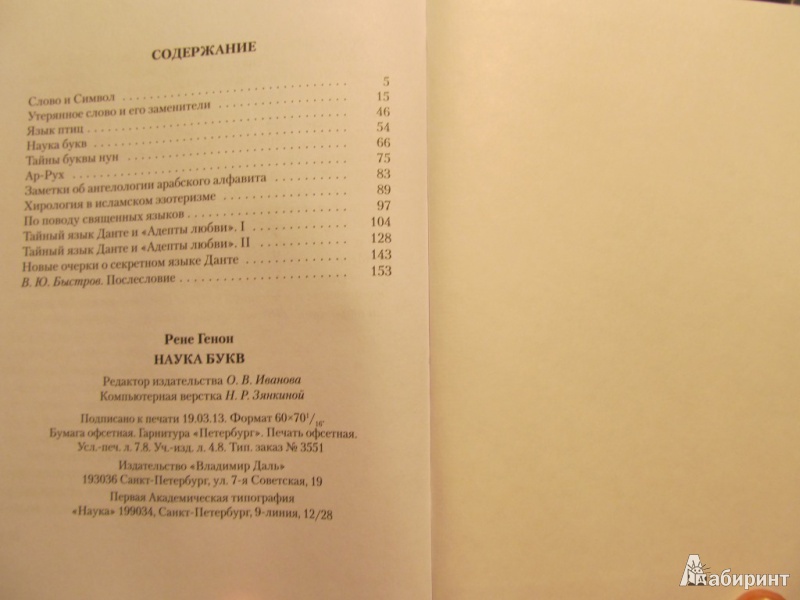 СОДЕРЖАНИЕ
Слово и Символ 5
Утерянное слово и его заменители 15
Язык птиц 46
Наука букв 54
Тайны буквы нун 66
Ар-Рух 75
Заметки об ангелологии арабского алфавита 83
Хирология в исламском эзотеризме 89
По поводу священных языков 97
Тайный язык Данте и «Адепты любви». I 104
Тайный язык Данте и «Адепты любви». II 128
Новые очерки о секретном языке Данте 143
В. Ю. Быстров. Послесловие 153
Рене Генон
НАУКА БУКВ
Редактор издательства О. В. Иванова
Компьютерная верстка Н. Р. Зянкиной
Подписано к печати 19.03.13. Формат 60×70 1/16.
Бумага офсетная. Гарнитура «Петербург». Печать офсетная.
Усл.-печ. л. 7.8. Уч.-изд. л. 4.8. Тип. заказ № 3551
Издательство «Владимир Даль»
193036 Санкт-Петербург, ул. 7-я Советская, 19
Первая Академическая типография
«Наука» 199034, Санкт-Петербург, 9-линия, 12/28
Лабиринт